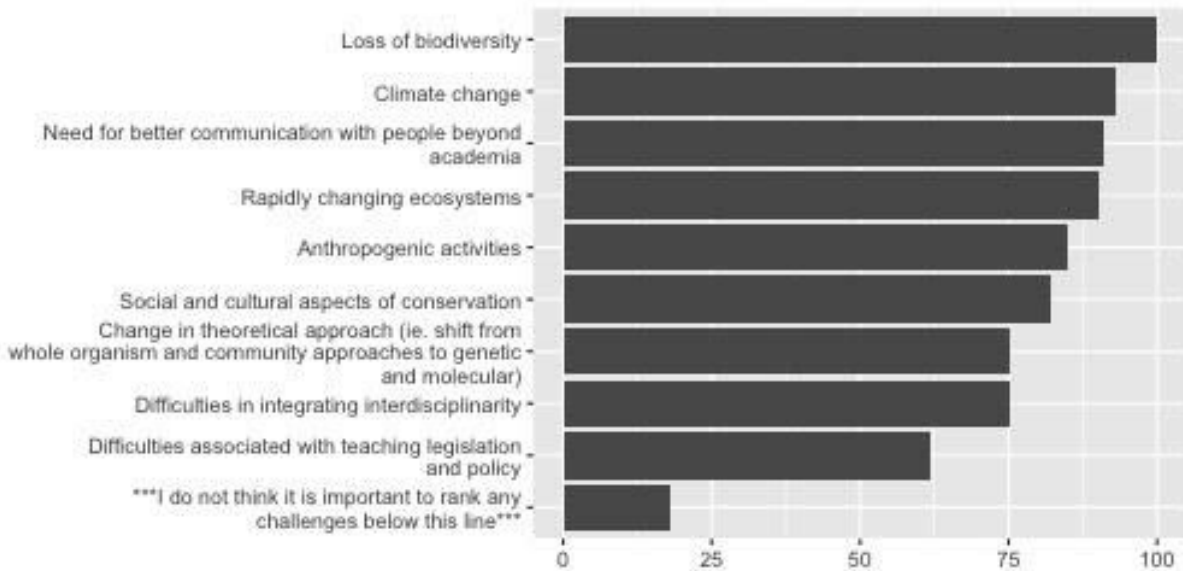 Loss of biodiversity
Climate change
Need for better communication with people beyond
academia
Rapidly changing ecosystems
Anthropogenic activities
Social and cultural aspects of conservation
Change in theoretical approach (ie. shift from
whole organism and community approaches to genetic
and molecular)
Difficulties in integrating interdisciplinarity
Difficulties associated with teaching legislation
and policy
***I do not think it is important to rank any
challenges below this line***
0 25 50 75 100